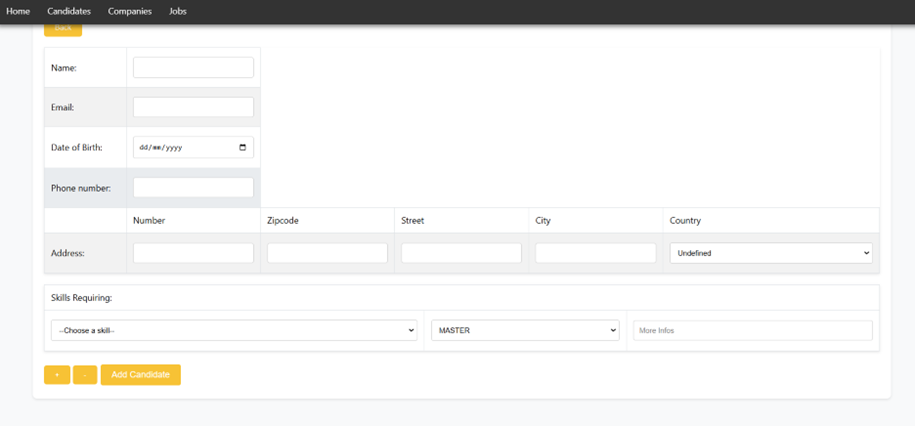 Home Candidates Companies Jobs
Back
Name:
Email:
Date of Birth: dd/mm/yyyy
Phone number:
Number Zipcode Street City Country
Address: Undefined
Skills Requiring:
--Choose a skill-- MASTER More Infos
+ - Add Candidate